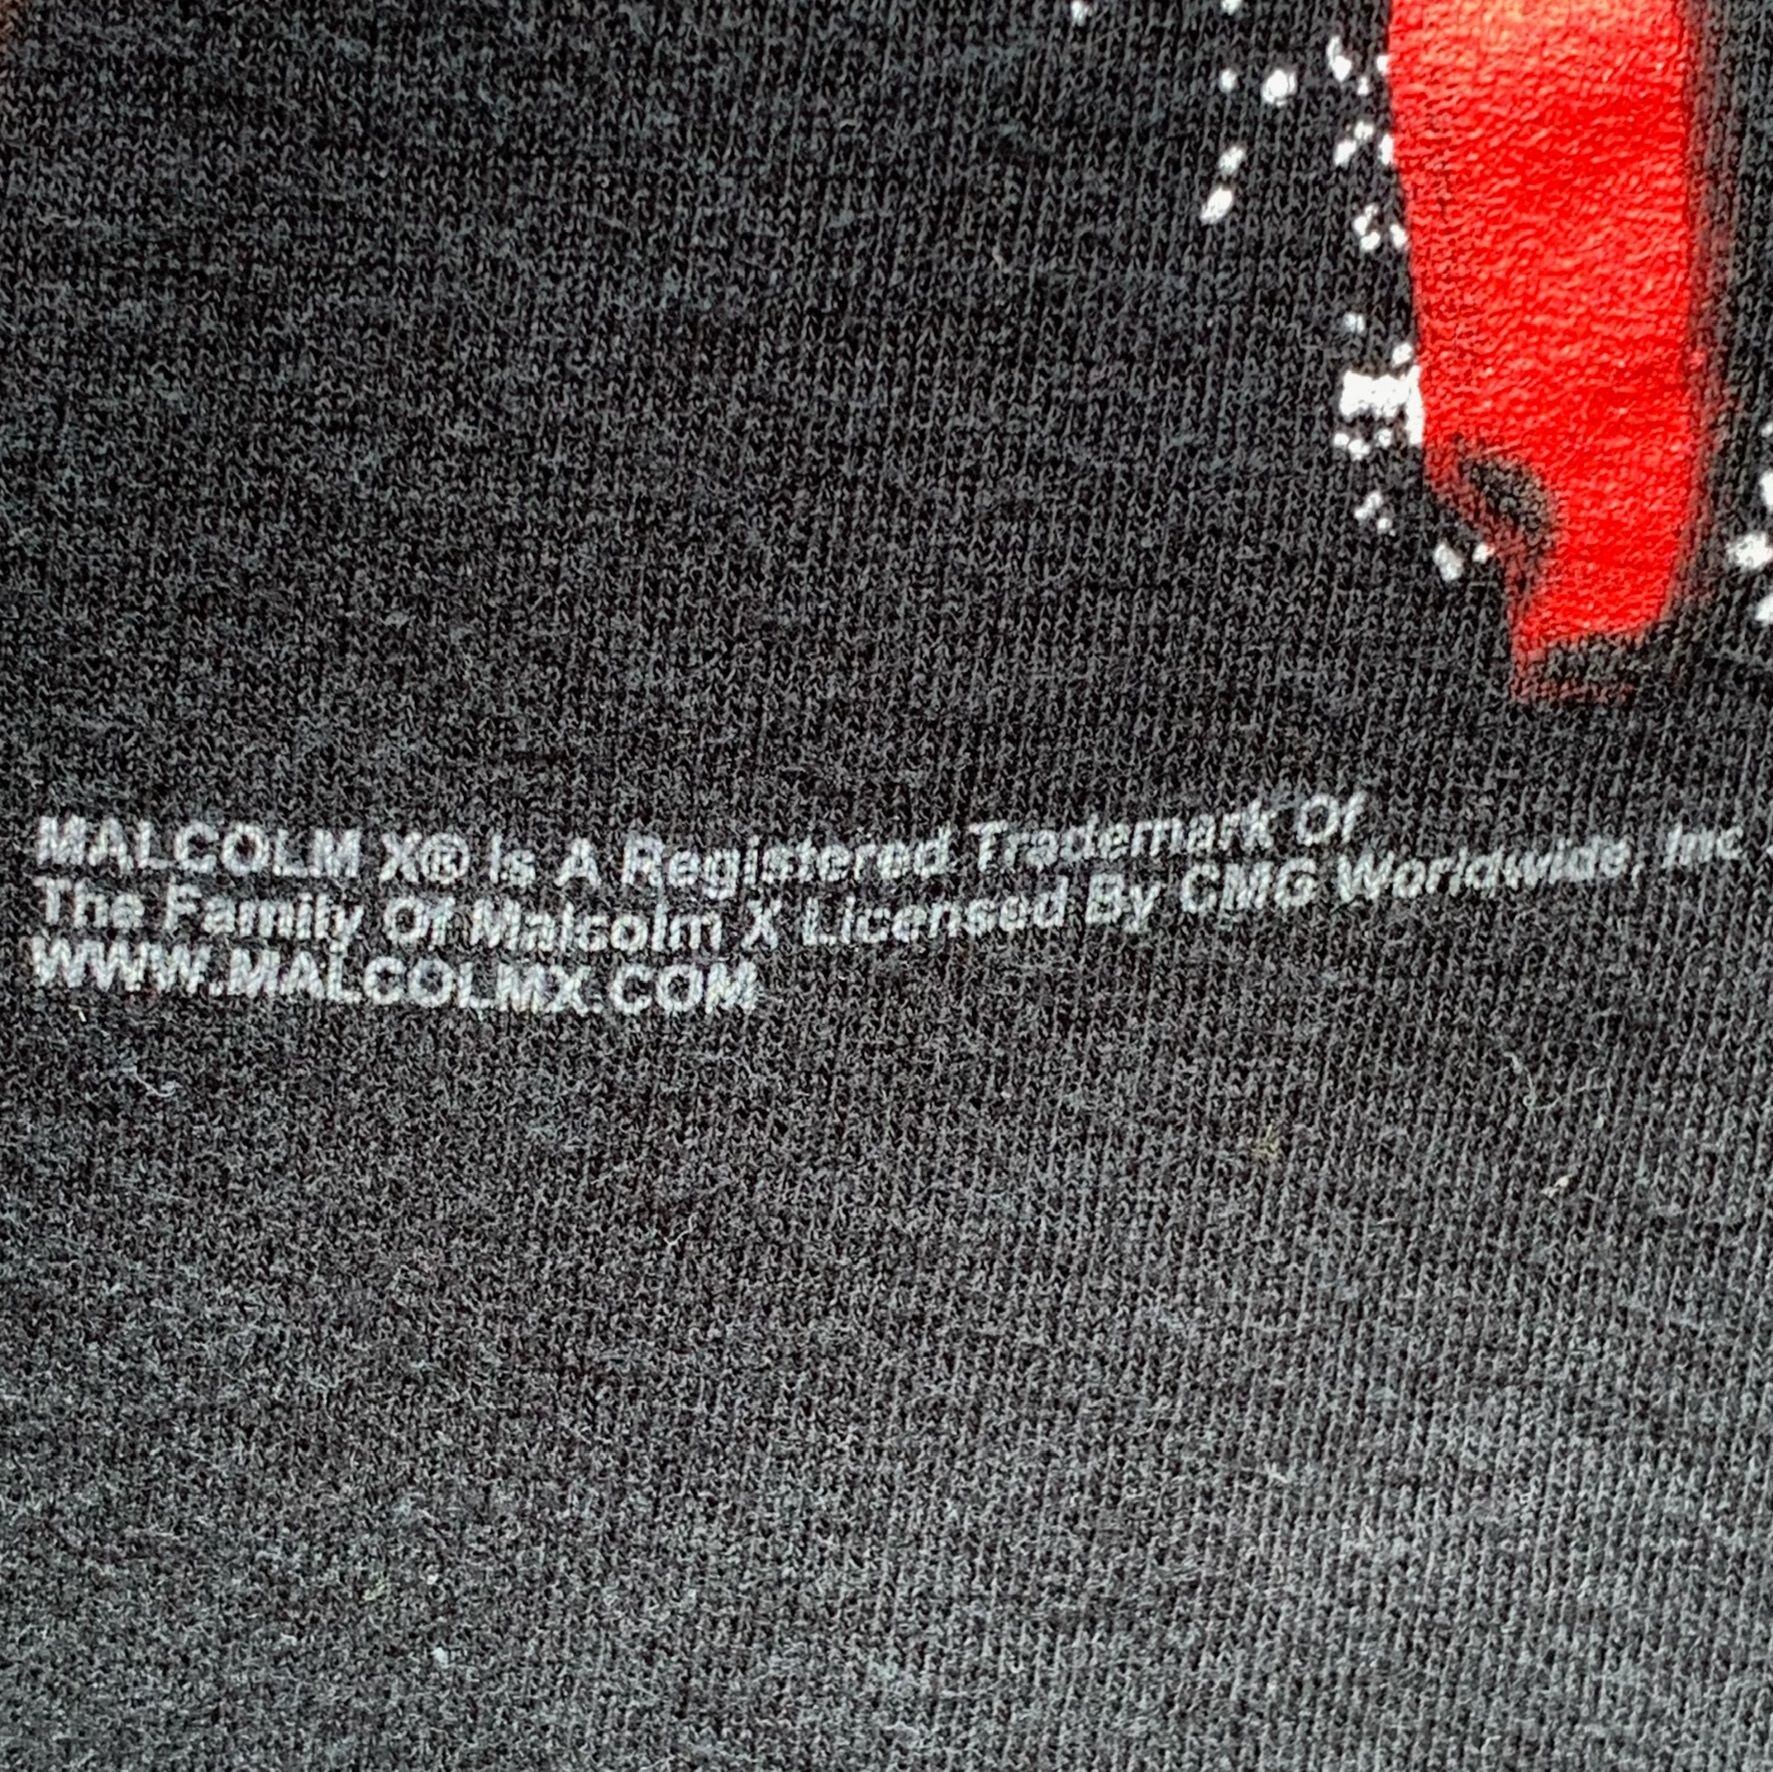 MALCOLM X® Is A Registered Trademark Of
The Family Of Malcolm X Licensed By CMG Worldwide, Inc
WWW.MALCOLMX.COM